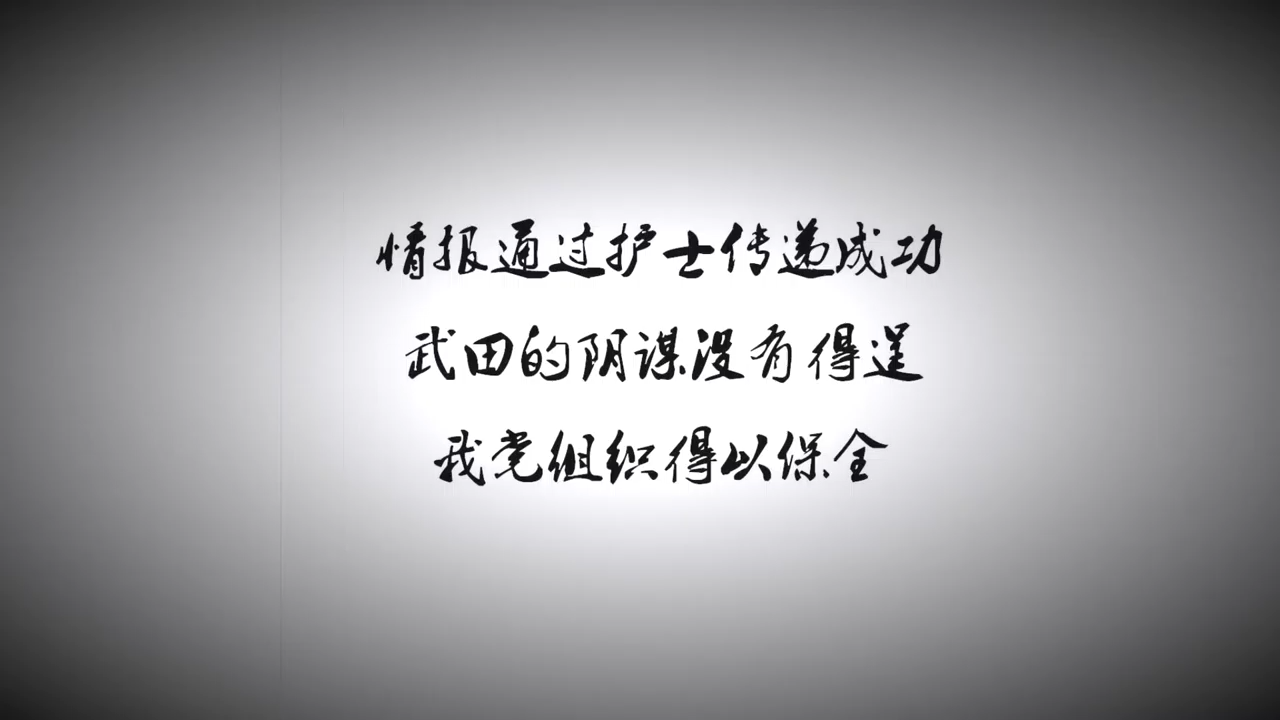 情报通过护士传递成功
武田的阴谋没有得逞
我党组织得以保全